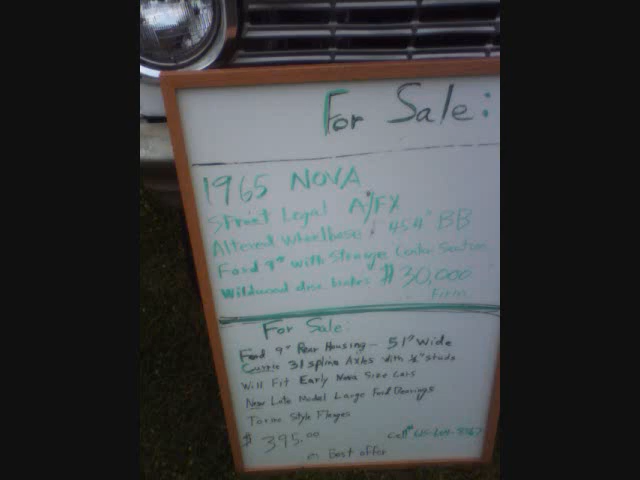 For Sale:
1965 NOVA
Street Legal A/FX
Altered Wheelbase 454" BB
Ford 9" with Strange Center Section
Wildwood disc brakes $30,000
Firm
For Sale:
Ford 9" Rear Housing - 51" Wide
Currie 31 spline Axles with ½" studs
Will Fit Early Nova Size Cars
New Late Model Large Ford Bearings
Torino Style Flanges
$395.00
Cell#
or Best offer